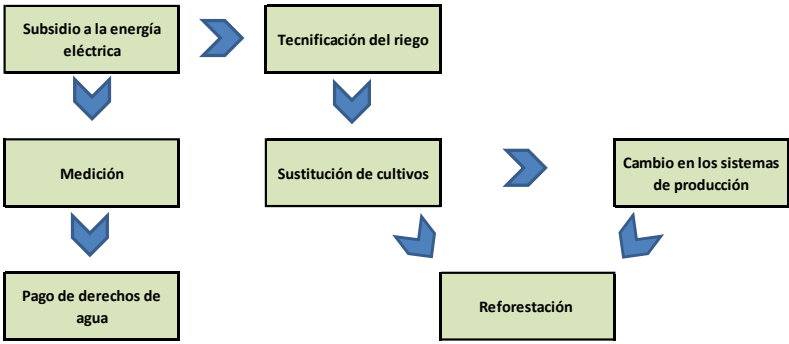 Subsidio a la energía
eléctrica
Tecnificación del riego
Medición
Sustitución de cultivos
Cambio en los sistemas
de producción
Pago de derechos de
agua
Reforestación